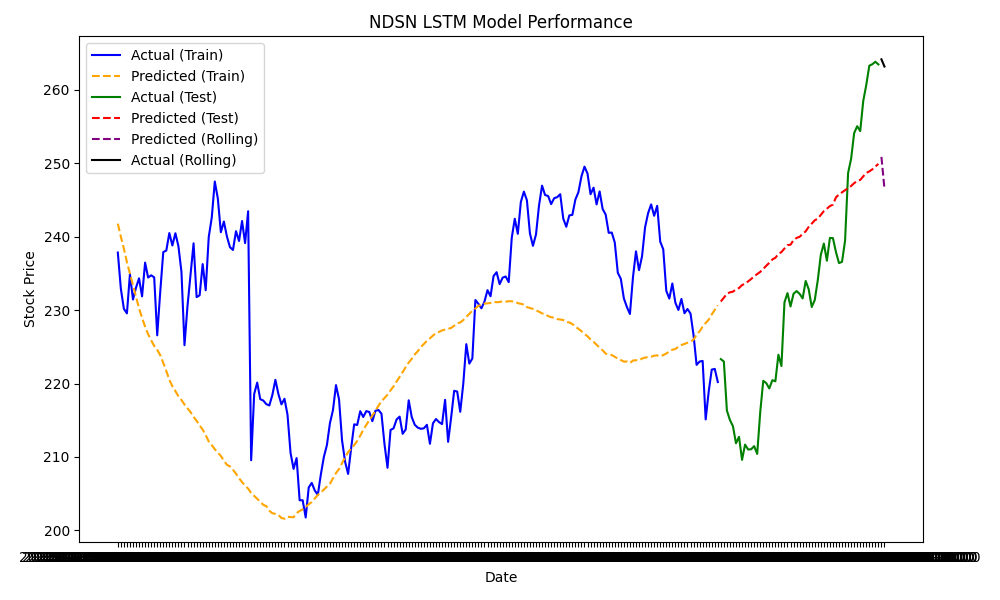 NDSN LSTM Model Performance
Actual (Train)
Predicted (Train)
Actual (Test)
Predicted (Test)
Predicted (Rolling)
Actual (Rolling)
Stock Price
260
250
240
230
220
210
200
Date